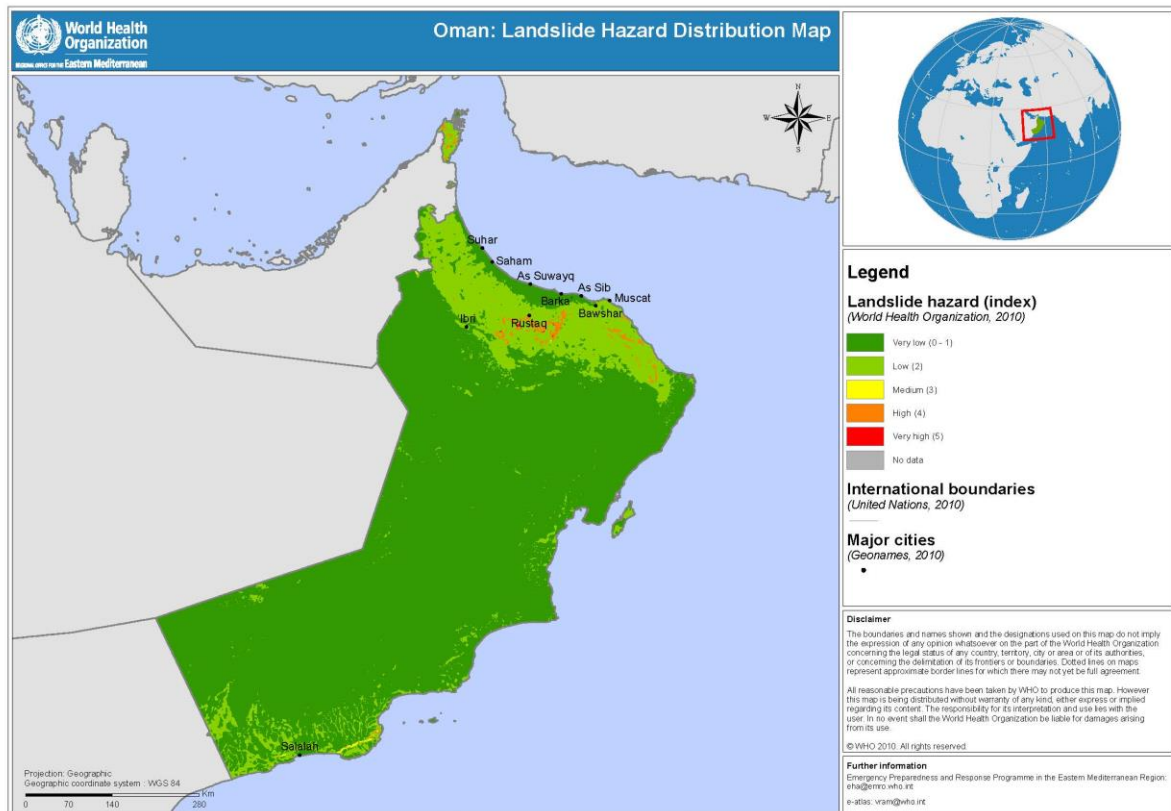 World Health
Organization
REGIONAL OFFICE FOR THE Eastern Mediterranean
Oman: Landslide Hazard Distribution Map
N
W
E
S
Suhar
Saham
As Suwayq
As Sib
Barka
Muscat
Bawshar
Rustaq
Ibri
Salalah
Projection: Geographic
Geographic coordinate system : WGS 84
Km
0 70 140 280
Legend
Landslide hazard (index)
(World Health Organization, 2010)
Very low (0 - 1)
Low (2)
Medium (3)
High (4)
Very high (5)
No data
International boundaries
(United Nations, 2010)
Major cities
(Geonames, 2010)
Disclaimer
The boundaries and names shown and the designations used on this map do not imply
the expression of any opinion whatsoever on the part of the World Health Organization
concerning the legal status of any country, territory, city or area or of its authorities,
or concerning the delimitation of its frontiers or boundaries. Dotted lines on maps
represent approximate border lines for which there may not yet be full agreement.
All reasonable precautions have been taken by WHO to produce this map. However
this map is being distributed without warranty of any kind, either express or implied
regarding its content. The responsibility for its interpretation and use lies with the
user. In no event shall the World Health Organization be liable for damages arising
from its use.
© WHO 2010. All rights reserved.
Further information
Emergency Preparedness and Response Programme in the Eastern Mediterranean Region:
eha@emro.who.int
e-atlas: vram@who.int